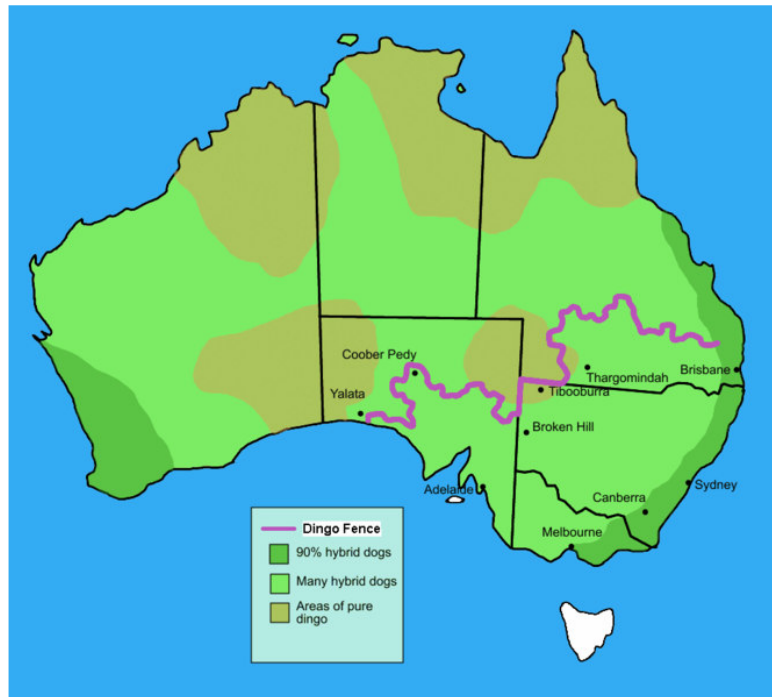 Coober Pedy
Yalata
Thargomindah
Brisbane
Tibooburra
Broken Hill
Adelaide
Sydney
Canberra
Melbourne
Dingo Fence
90% hybrid dogs
Many hybrid dogs
Areas of pure
dingo